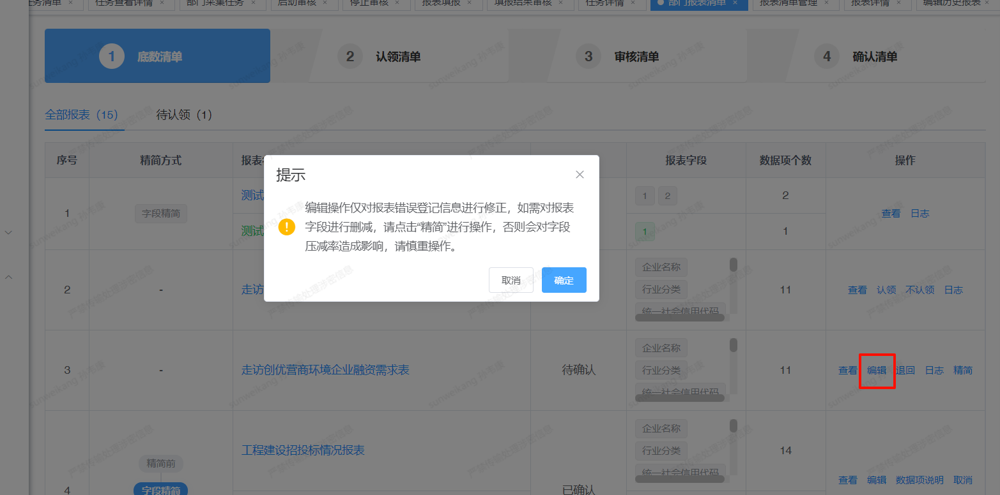 任务清单 ×
任务查看详情 ×
部门采集任务 ×
启动审核 ×
停止审核 ×
报表填报 ×
填报结果审核 ×
任务详情 ×
部门报表清单 ×
报表清单管理 ×
报表详情 ×
编辑历史报表 ×
1 底数清单
2 认领清单
3 审核清单
4 确认清单
全部报表（15）
待认领（1）
序号
精简方式
报表
报表字段
数据项个数
操作
1
字段精简
测试
1 2
2
查看 日志
测试
1
1
提示
编辑操作仅对报表错误登记信息进行修正，如需对报表
字段进行删减，请点击“精简”进行操作，否则会对字段
压减率造成影响，请慎重操作。
取消
确定
2
-
走访
企业名称
行业分类
统一社会信用代码
11
查看 认领 不认领 日志
3
-
走访创优营商环境企业融资需求表
待确认
企业名称
行业分类
统一社会信用代码
11
查看 编辑 退回 日志 精简
4
精简前
字段精简
工程建设招投标情况报表
已确认
企业名称
行业分类
统一社会信用代码
14
查看 编辑 数据项说明 取消
sunweikang 孙韦康
严禁传输处理涉密信息